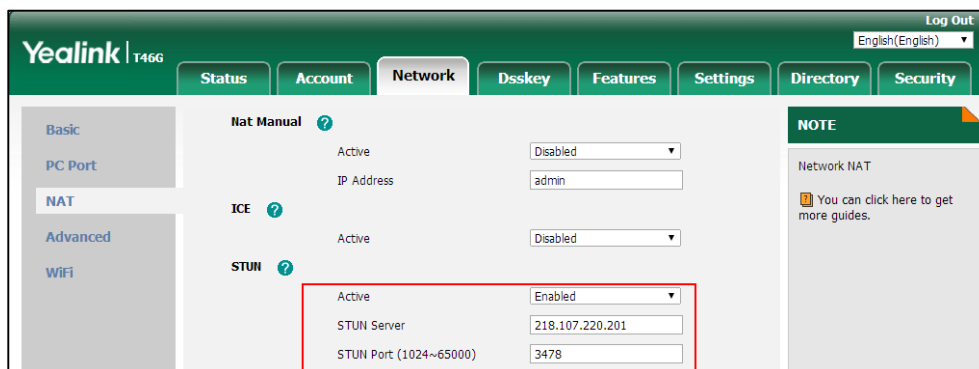 Log Out
English(English)
Yealink | T46G
Status Account Network Dsskey Features Settings Directory Security
Basic
PC Port
NAT
Advanced
WiFi
Nat Manual ?
Active Disabled
IP Address admin
ICE ?
Active Disabled
STUN ?
Active Enabled
STUN Server 218.107.220.201
STUN Port (1024~65000) 3478
NOTE
Network NAT
? You can click here to get
more guides.